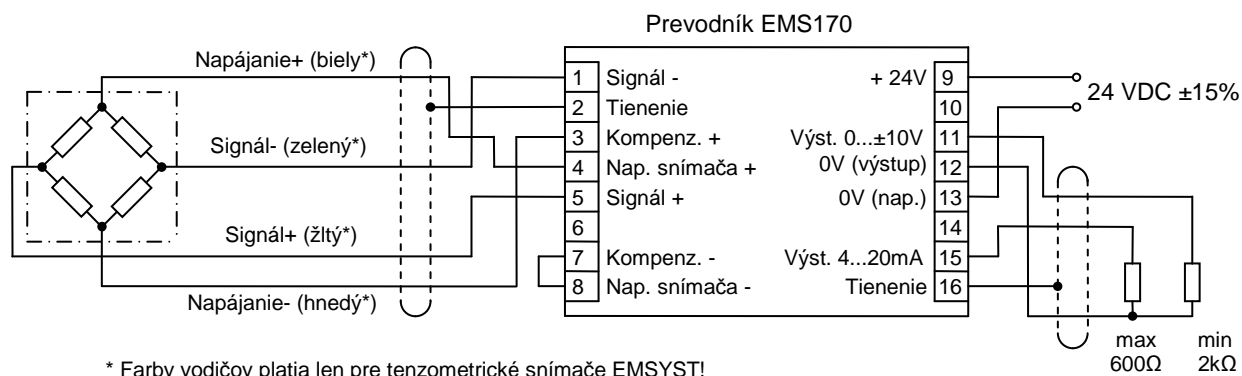 Prevodník EMS170
Napájanie+ (biely*)
Signál- (zelený*)
Signál+ (žltý*)
Napájanie- (hnedý*)
1 Signál -
2 Tienenie
3 Kompenz. +
4 Nap. snímača +
5 Signál +
6
7 Kompenz. -
8 Nap. snímača -
+ 24V 9
10
Výst. 0...±10V 11
0V (výstup) 12
0V (nap.) 13
14
Výst. 4...20mA 15
Tienenie 16
24 VDC ±15%
max
600Ω
min
2kΩ
* Farby vodičov platia len pre tenzometrické snímače EMSYST!